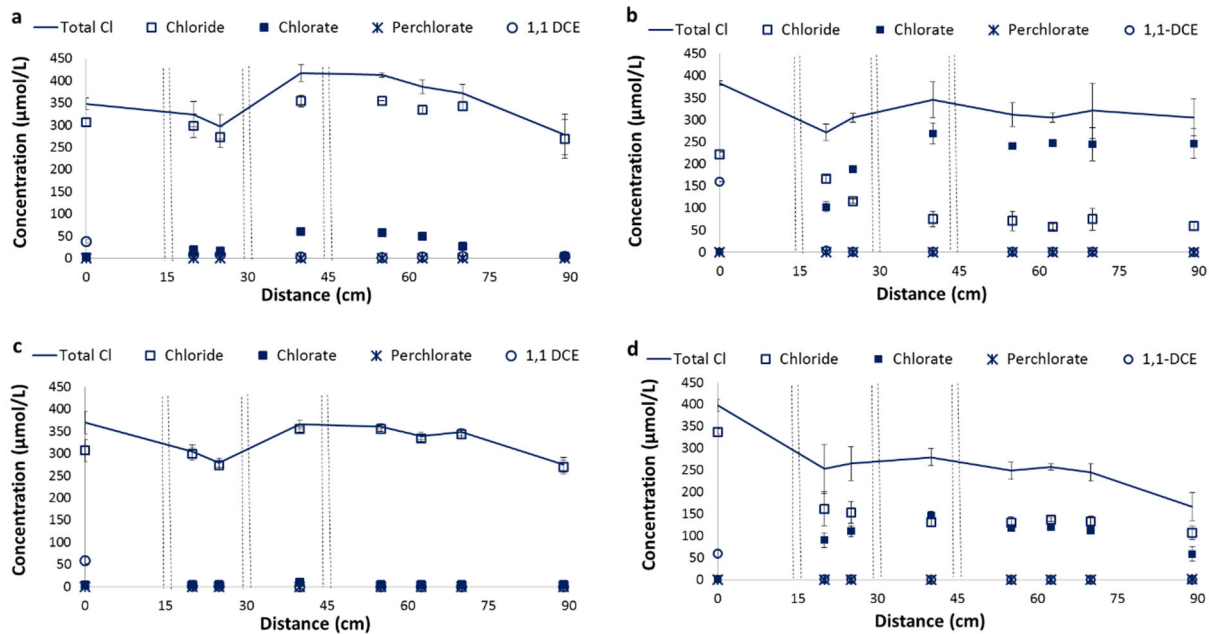 a
Total Cl Chloride Chlorate Perchlorate 1,1 DCE
Concentration (µmol/L)
450
400
350
300
250
200
150
100
50
0
0 15 30 45 60 75 90
Distance (cm)
b
Total Cl Chloride Chlorate Perchlorate 1,1-DCE
Concentration (µmol/L)
450
400
350
300
250
200
150
100
50
0
0 15 30 45 60 75 90
Distance (cm)
c
Total Cl Chloride Chlorate Perchlorate 1,1 DCE
Concentration (µmol/L)
450
400
350
300
250
200
150
100
50
0
0 15 30 45 60 75 90
Distance (cm)
d
Total Cl Chloride Chlorate Perchlorate 1,1-DCE
Concentration (µmol/L)
450
400
350
300
250
200
150
100
50
0
0 15 30 45 60 75 90
Distance (cm)